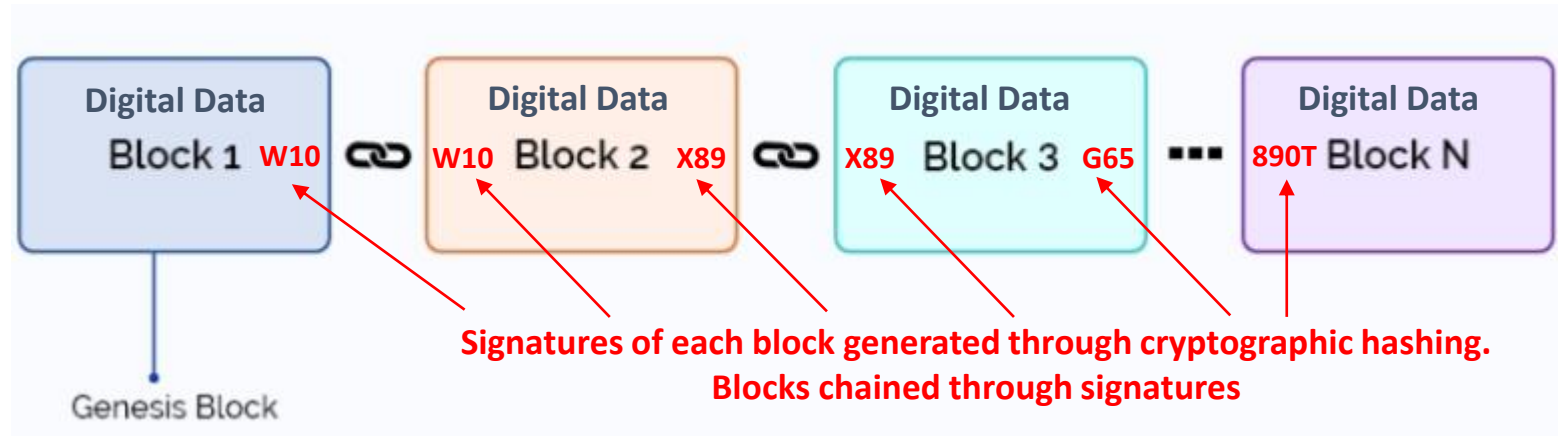 Digital Data Digital Data Digital Data Digital Data
Block 1 W10 W10 Block 2 X89 X89 Block 3 G65 890T Block N
Signatures of each block generated through cryptographic hashing.
Blocks chained through signatures
Genesis Block